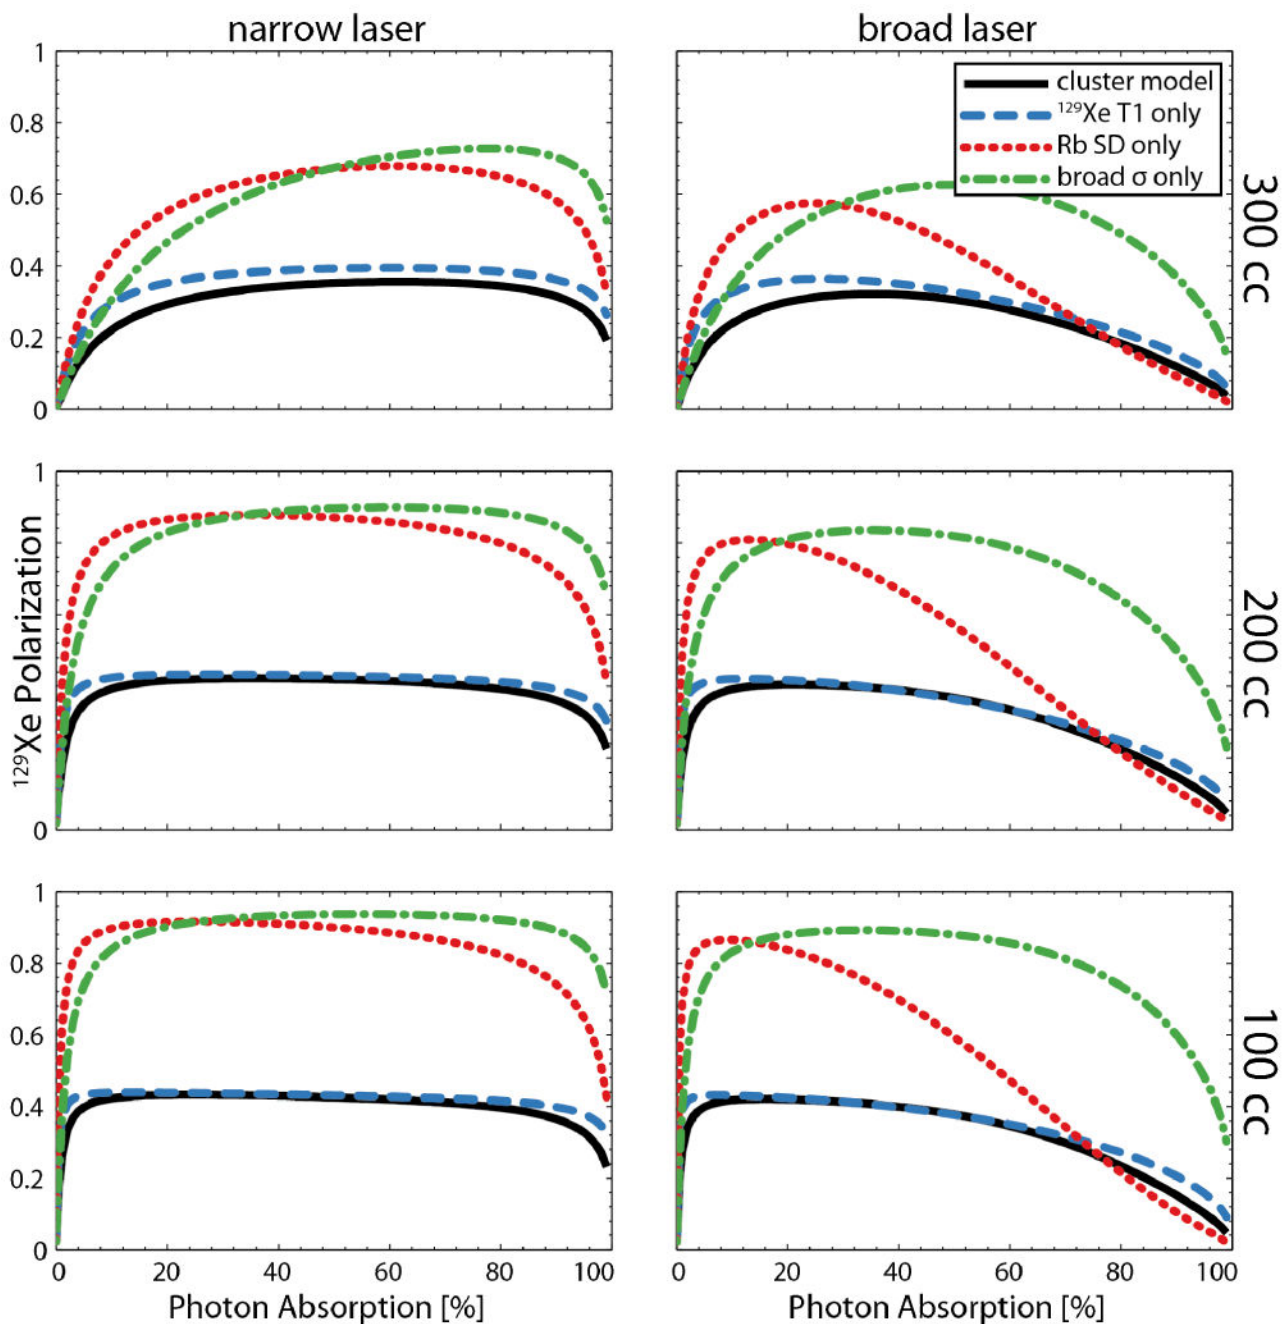 narrow laser
broad laser
1
0.8
0.6
0.4
0.2
0
cluster model
¹²⁹Xe T1 only
Rb SD only
broad σ only
300 cc
1
0
¹²⁹Xe Polarization
200 cc
1
0.8
0.6
0.4
0.2
0
100 cc
0 20 40 60 80 100
0 20 40 60 80 100
Photon Absorption [%]
Photon Absorption [%]